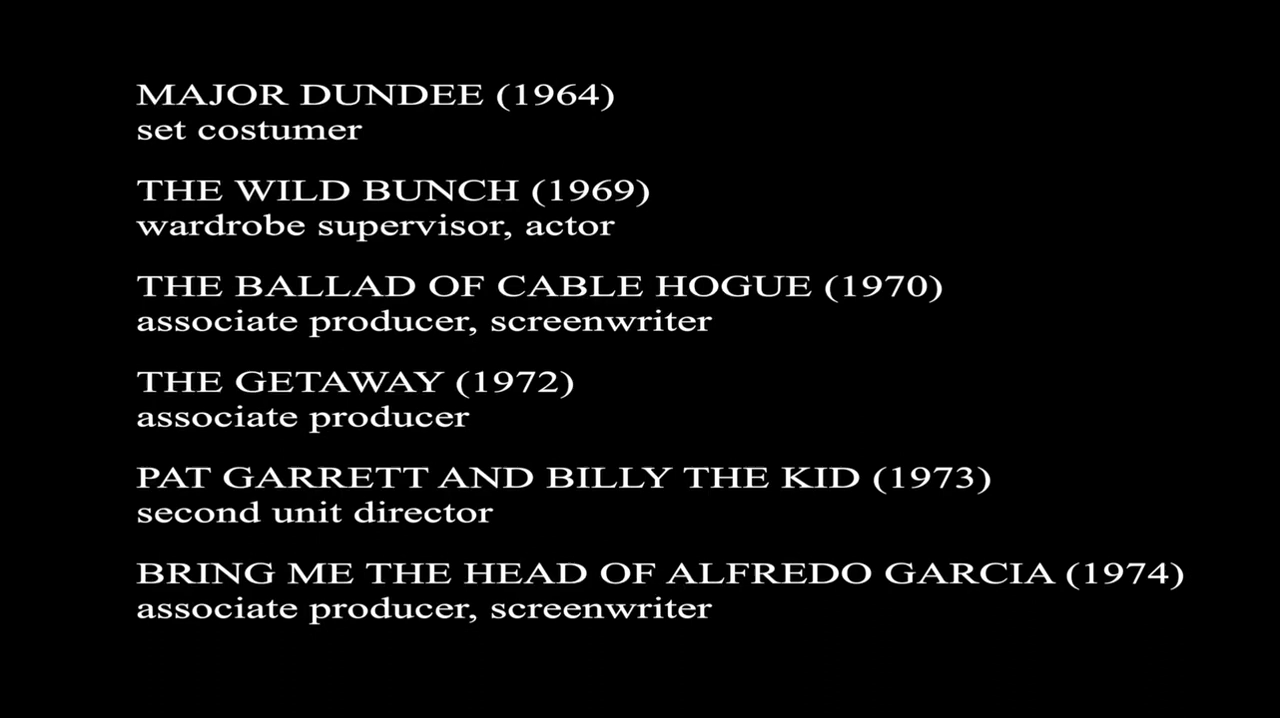 MAJOR DUNDEE (1964)
set costumer
THE WILD BUNCH (1969)
wardrobe supervisor, actor
THE BALLAD OF CABLE HOGUE (1970)
associate producer, screenwriter
THE GETAWAY (1972)
associate producer
PAT GARRETT AND BILLY THE KID (1973)
second unit director
BRING ME THE HEAD OF ALFREDO GARCIA (1974)
associate producer, screenwriter